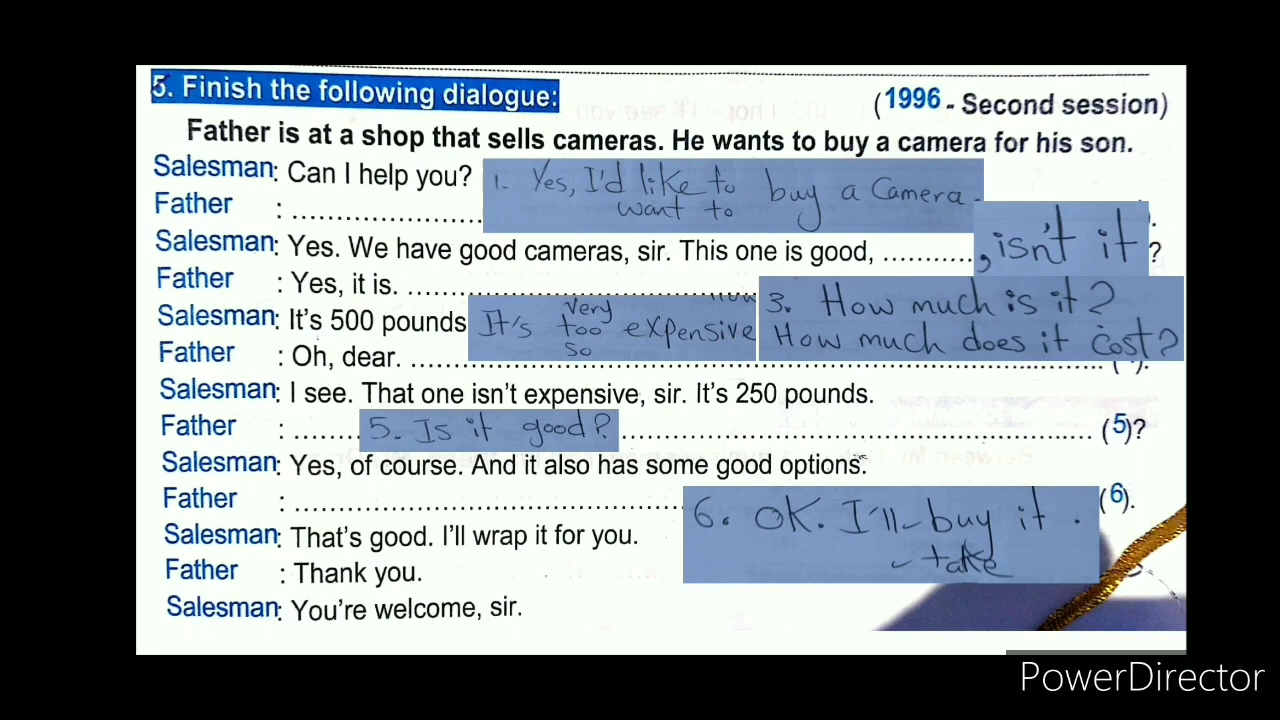 5. Finish the following dialogue:
(1996 - Second session)
Father is at a shop that sells cameras. He wants to buy a camera for his son.
Salesman: Can I help you?
1. Yes, I'd like to buy a camera.
want to
Father : ........................
Salesman: Yes. We have good cameras, sir. This one is good, ..........., isn't it ?
Father : Yes, it is. ................................................
3. How much is it?
Salesman: It's 500 pounds
It's very expensive
too
so
How much does it cost?
Father : Oh, dear. ................................................................
Salesman: I see. That one isn't expensive, sir. It's 250 pounds.
Father : ........ 5. Is it good? ................................................ (5)?
Salesman: Yes, of course. And it also has some good options.
Father : ................................................ (6).
6. OK. I'll buy it.
take
Salesman: That's good. I'll wrap it for you.
Father : Thank you.
Salesman: You're welcome, sir.
PowerDirector